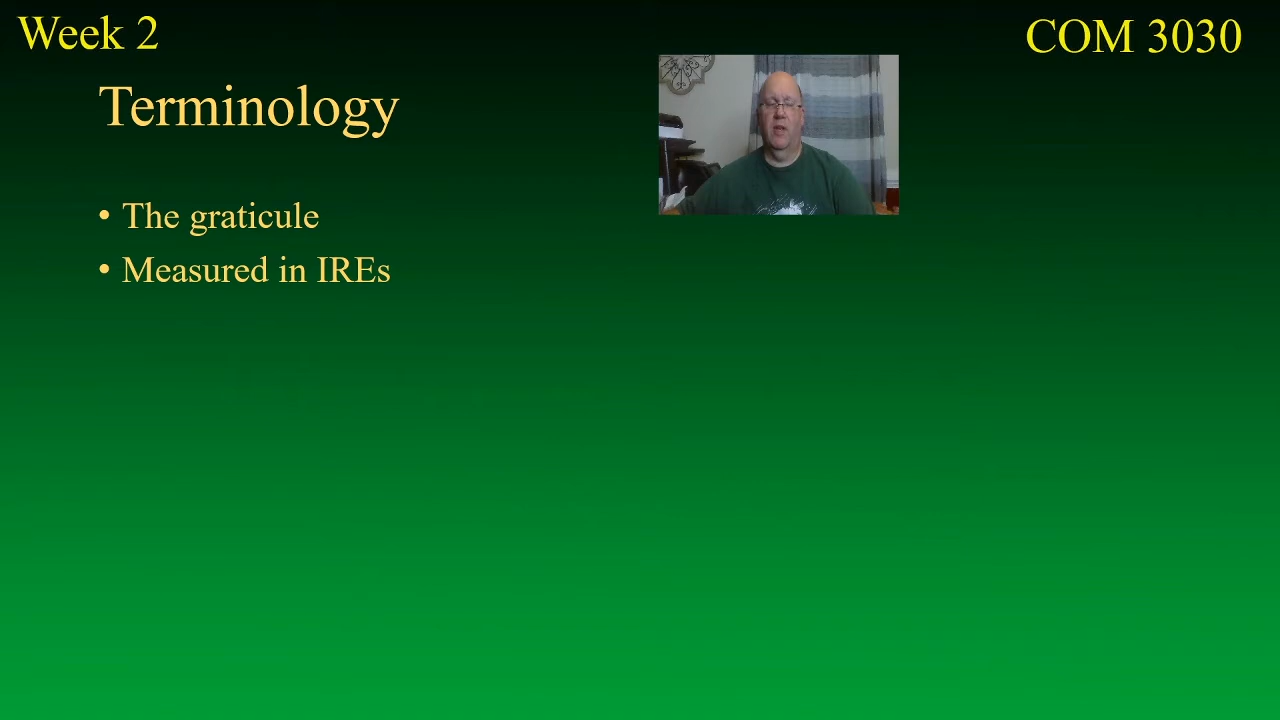 Week 2
COM 3030
Terminology
• The graticule
• Measured in IREs